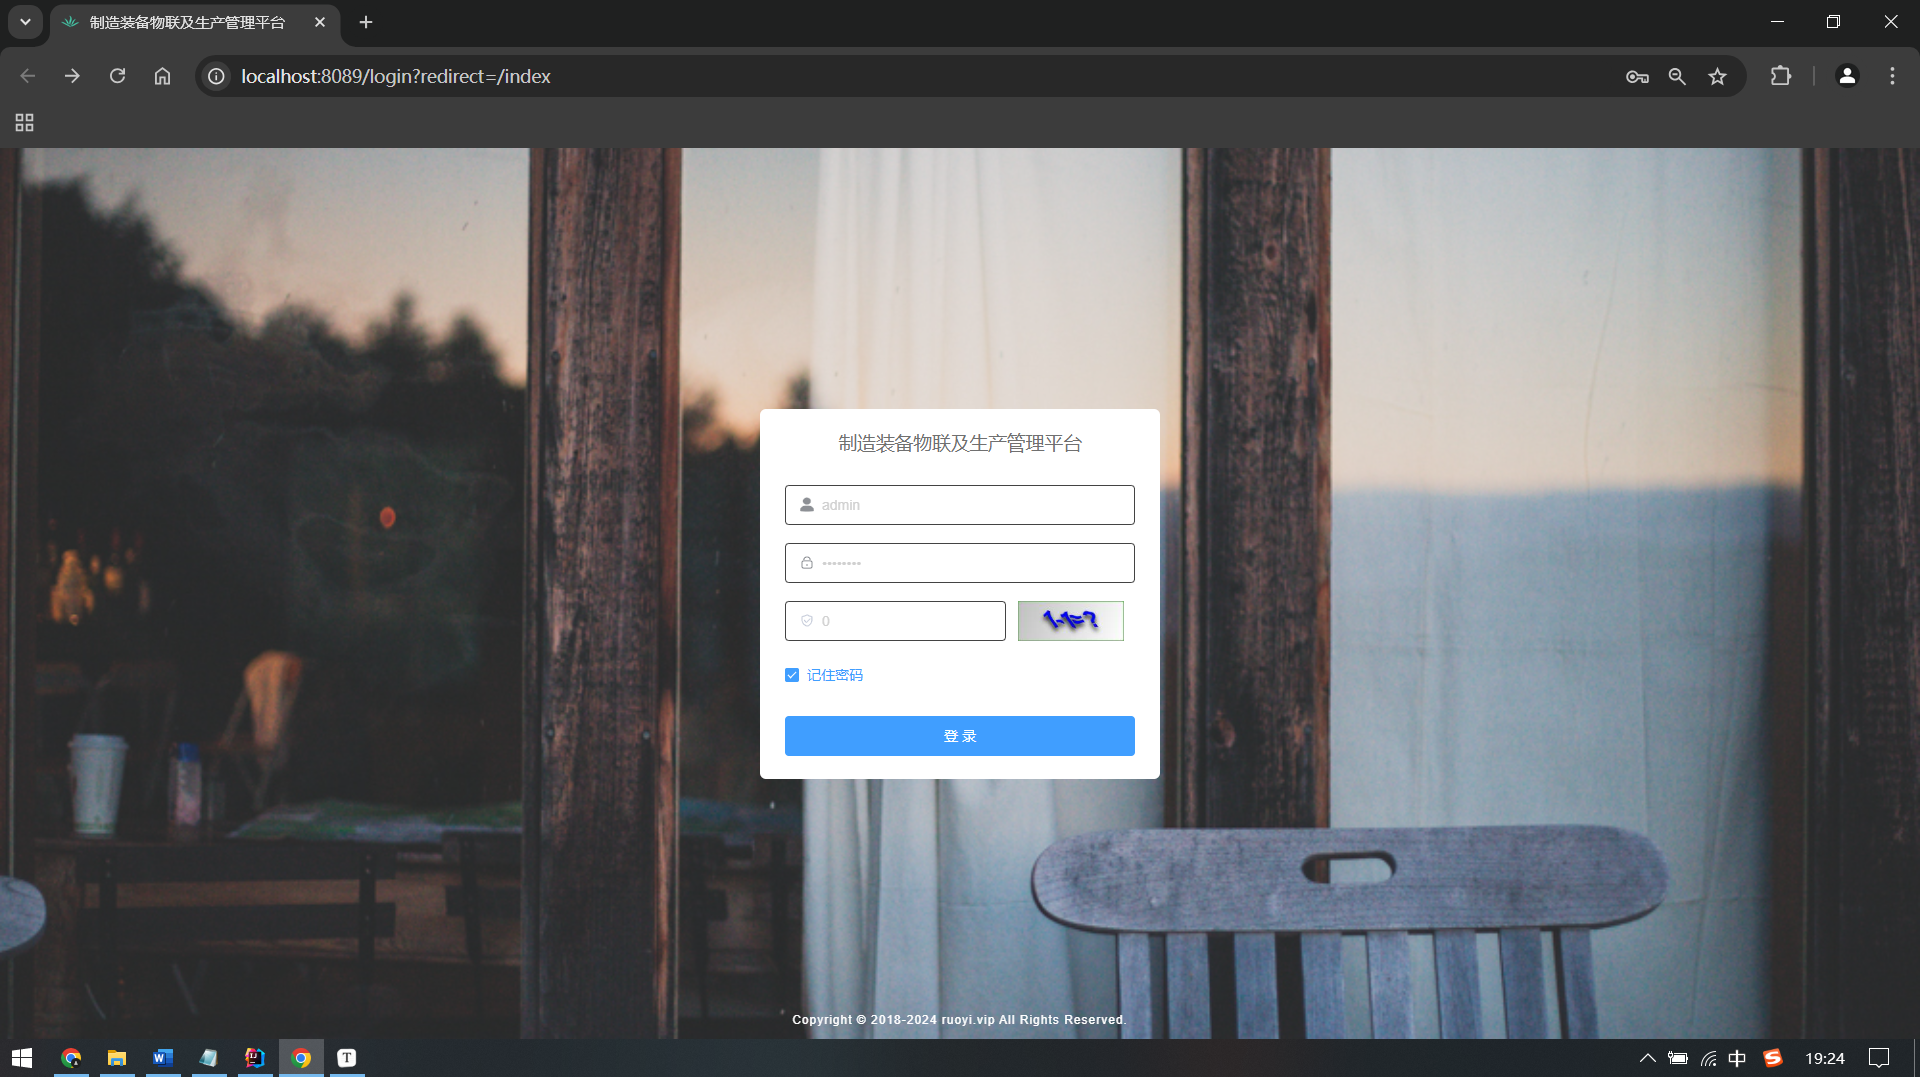 制造装备物联及生产管理平台
localhost:8089/login?redirect=/index
制造装备物联及生产管理平台
admin
••••••••
0
1-1=?
记住密码
登 录
Copyright © 2018-2024 ruoyi.vip All Rights Reserved.
W
IJ
T
中
S
19:24